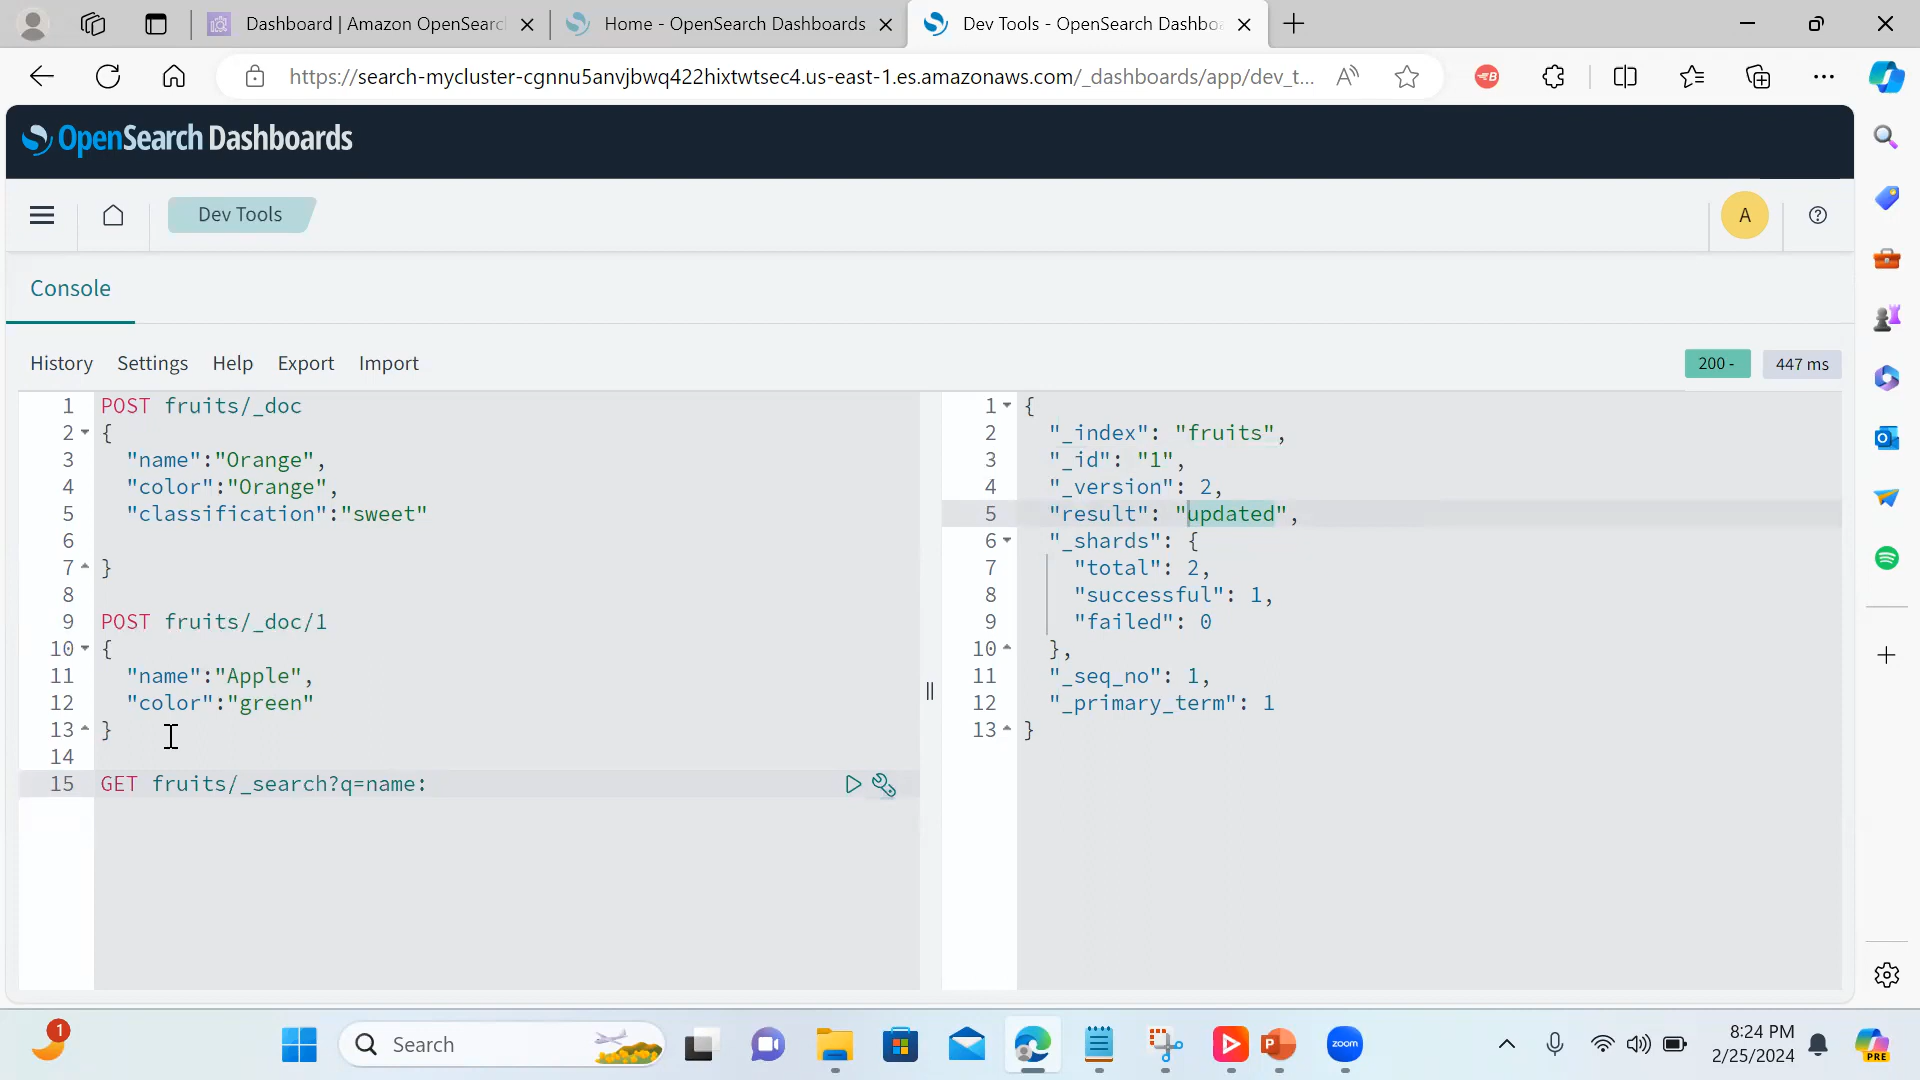 Dashboard | Amazon OpenSearc
Home - OpenSearch Dashboards
Dev Tools - OpenSearch Dashboa
https://search-mycluster-cgnnu5anvjbwq422hixtwtsec4.us-east-1.es.amazonaws.com/_dashboards/app/dev_t...
OpenSearch Dashboards
Dev Tools
A
Console
History Settings Help Export Import
200 -
447 ms
1 POST fruits/_doc
2 {
3 "name":"Orange",
4 "color":"Orange",
5 "classification":"sweet"
6
7 }
8
9 POST fruits/_doc/1
10 {
11 "name":"Apple",
12 "color":"green"
13 }
14
15 GET fruits/_search?q=name:
1 {
2 "_index": "fruits",
3 "_id": "1",
4 "_version": 2,
5 "result": "updated",
6 "_shards": {
7 "total": 2,
8 "successful": 1,
9 "failed": 0
10 },
11 "_seq_no": 1,
12 "_primary_term": 1
13 }
1
Search
zoom
8:24 PM
2/25/2024
PRE